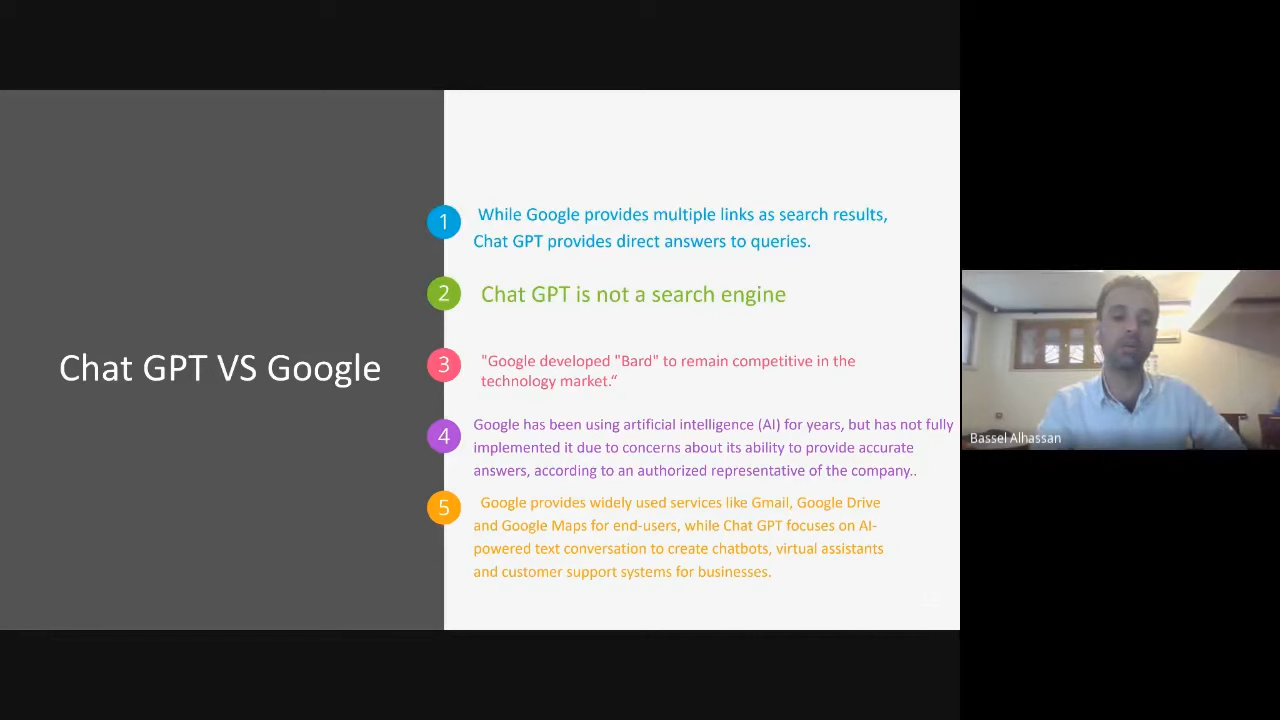 Chat GPT VS Google
1
While Google provides multiple links as search results,
Chat GPT provides direct answers to queries.
2
Chat GPT is not a search engine
3
"Google developed "Bard" to remain competitive in the
technology market.“
4
Google has been using artificial intelligence (AI) for years, but has not fully
implemented it due to concerns about its ability to provide accurate
answers, according to an authorized representative of the company..
5
Google provides widely used services like Gmail, Google Drive
and Google Maps for end-users, while Chat GPT focuses on AI-
powered text conversation to create chatbots, virtual assistants
and customer support systems for businesses.
Bassel Alhassan